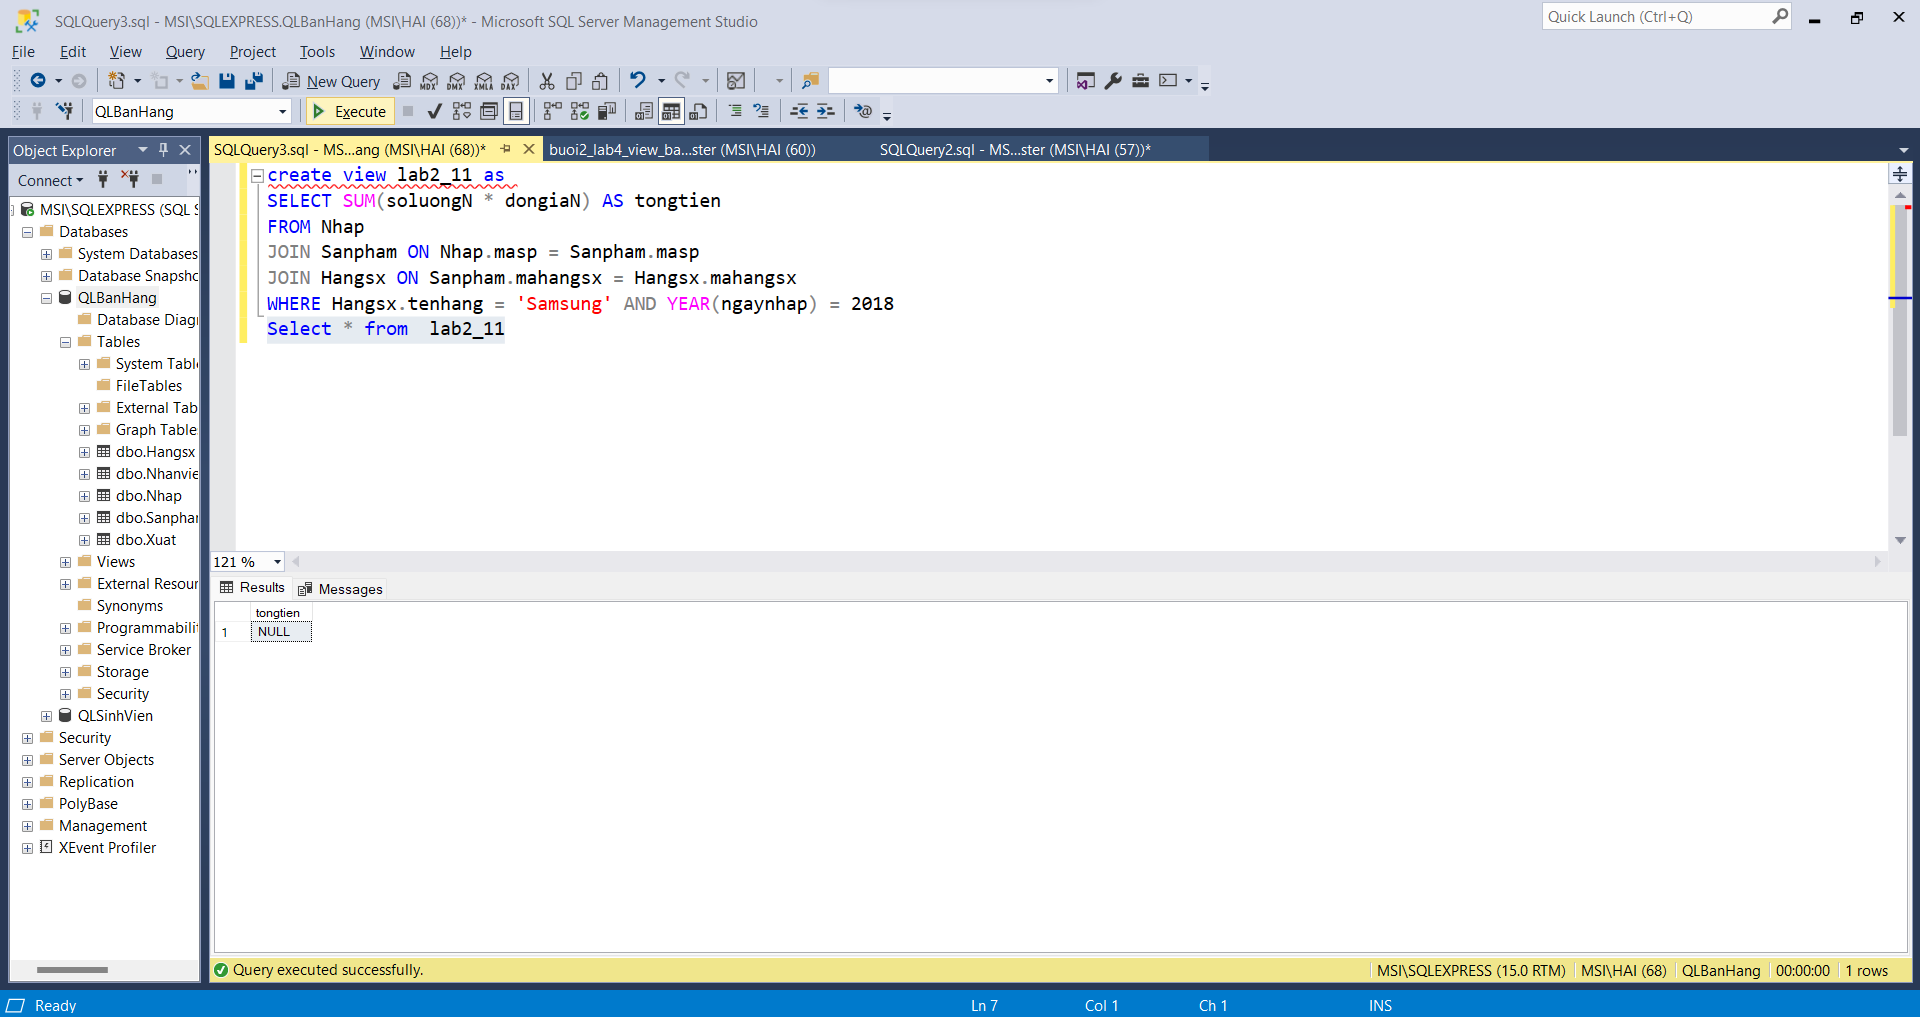 SQLQuery3.sql - MSI\SQLEXPRESS.QLBanHang (MSI\HAI (68))* - Microsoft SQL Server Management Studio
Quick Launch (Ctrl+Q)
File Edit View Query Project Tools Window Help
New Query
MDX DMX XMLA DAX
QLBanHang
Execute
Object Explorer
SQLQuery3.sql - MS...ang (MSI\HAI (68))*
buoi2_lab4_view_ba...ster (MSI\HAI (60))
SQLQuery2.sql - MS...ster (MSI\HAI (57))*
Connect
MSI\SQLEXPRESS (SQL S
Databases
System Databases
Database Snapsho
QLBanHang
Database Diagr
Tables
System Table
FileTables
External Tab
Graph Table
dbo.Hangsx
dbo.Nhanvie
dbo.Nhap
dbo.Sanphar
dbo.Xuat
Views
External Resour
Synonyms
Programmabilit
Service Broker
Storage
Security
QLSinhVien
Security
Server Objects
Replication
PolyBase
Management
XEvent Profiler
create view lab2_11 as
SELECT SUM(soluongN * dongiaN) AS tongtien
FROM Nhap
JOIN Sanpham ON Nhap.masp = Sanpham.masp
JOIN Hangsx ON Sanpham.mahangsx = Hangsx.mahangsx
WHERE Hangsx.tenhang = 'Samsung' AND YEAR(ngaynhap) = 2018
Select * from  lab2_11
121 %
Results Messages
tongtien
1 NULL
Query executed successfully.
MSI\SQLEXPRESS (15.0 RTM) MSI\HAI (68) QLBanHang 00:00:00 1 rows
Ready Ln 7 Col 1 Ch 1 INS